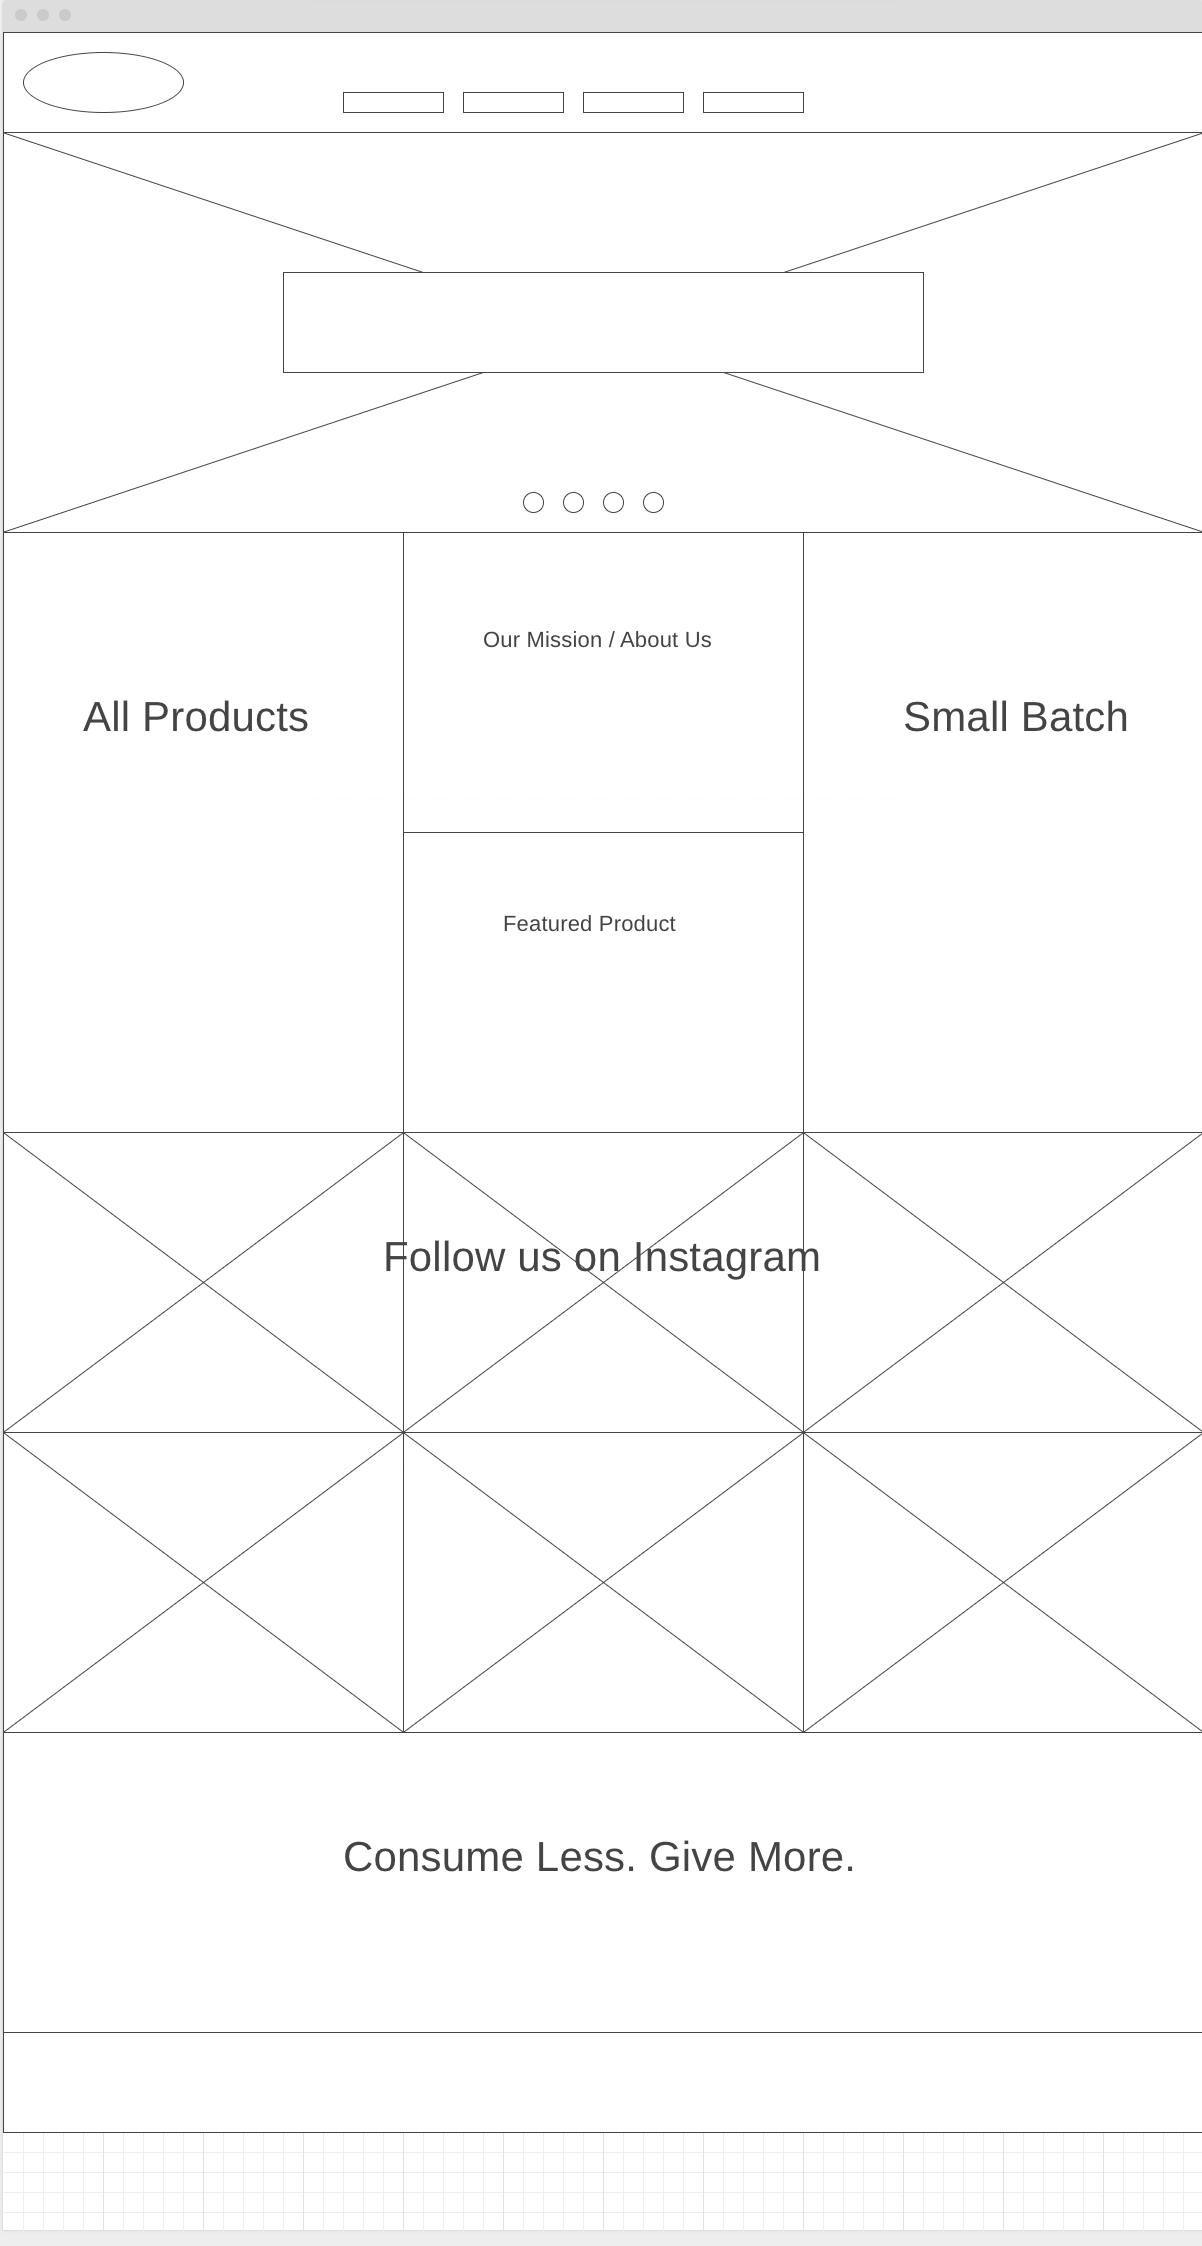 Our Mission / About Us
All Products
Small Batch
Featured Product
Follow us on Instagram
Consume Less. Give More.